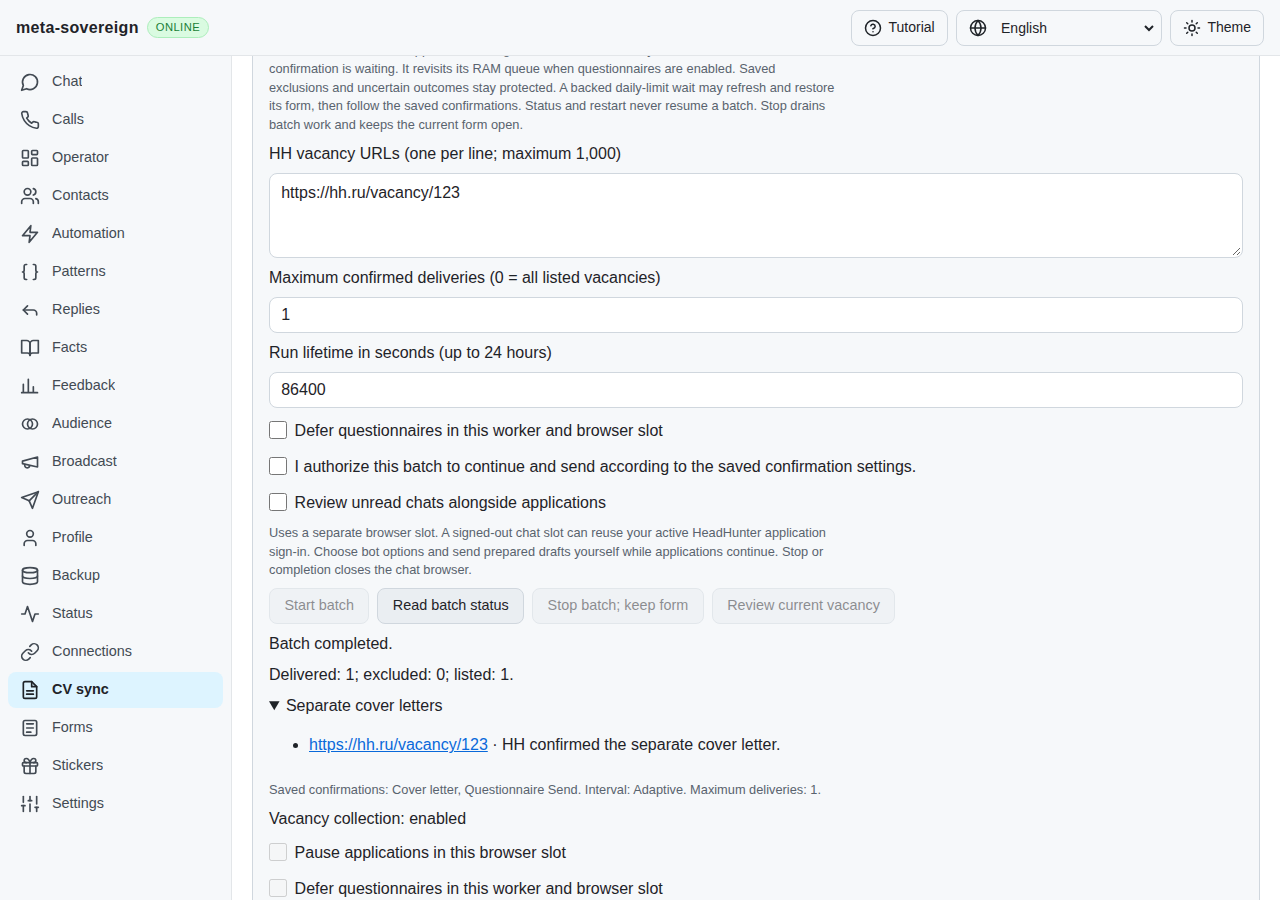 meta-sovereign
ONLINE
Tutorial
English
Theme
Chat
Calls
Operator
Contacts
Automation
Patterns
Replies
Facts
Feedback
Audience
Broadcast
Outreach
Profile
Backup
Status
Connections
CV sync
Forms
Stickers
Settings
confirmation is waiting. It revisits its RAM queue when questionnaires are enabled. Saved
exclusions and uncertain outcomes stay protected. A backed daily-limit wait may refresh and restore
its form, then follow the saved confirmations. Status and restart never resume a batch. Stop drains
batch work and keeps the current form open.
HH vacancy URLs (one per line; maximum 1,000)
https://hh.ru/vacancy/123
Maximum confirmed deliveries (0 = all listed vacancies)
1
Run lifetime in seconds (up to 24 hours)
86400
Defer questionnaires in this worker and browser slot
I authorize this batch to continue and send according to the saved confirmation settings.
Review unread chats alongside applications
Uses a separate browser slot. A signed-out chat slot can reuse your active HeadHunter application
sign-in. Choose bot options and send prepared drafts yourself while applications continue. Stop or
completion closes the chat browser.
Start batch
Read batch status
Stop batch; keep form
Review current vacancy
Batch completed.
Delivered: 1; excluded: 0; listed: 1.
Separate cover letters
https://hh.ru/vacancy/123 · HH confirmed the separate cover letter.
Saved confirmations: Cover letter, Questionnaire Send. Interval: Adaptive. Maximum deliveries: 1.
Vacancy collection: enabled
Pause applications in this browser slot
Defer questionnaires in this worker and browser slot